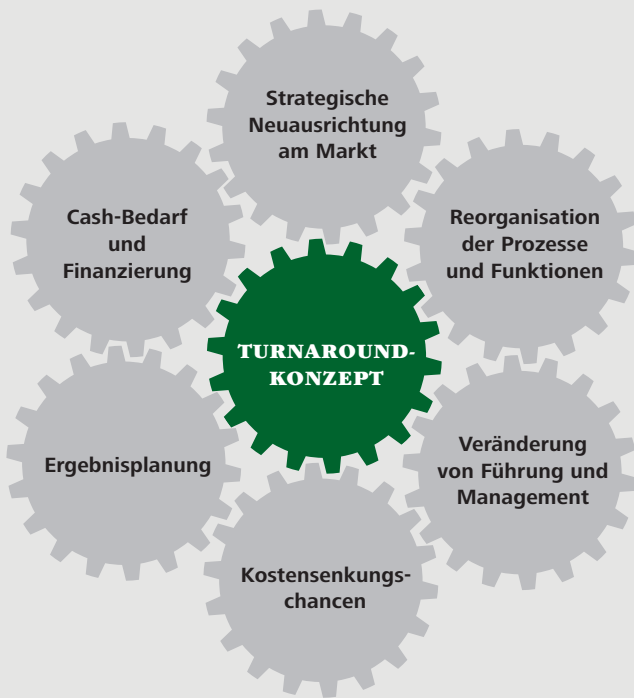 Strategische
Neuausrichtung
am Markt
Cash-Bedarf
und
Finanzierung
Reorganisation
der Prozesse
und Funktionen
TURNAROUND-
KONZEPT
Ergebnisplanung
Veränderung
von Führung und
Management
Kostensenkungs-
chancen